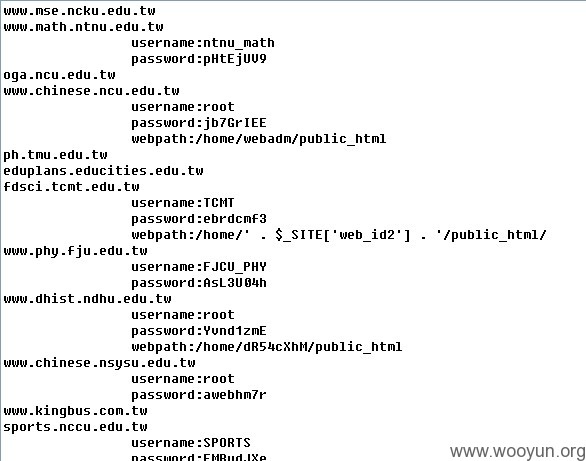 www.mse.ncku.edu.tw
www.math.ntnu.edu.tw
username:ntnu_math
password:pHtEjUV9
oga.ncu.edu.tw
www.chinese.ncu.edu.tw
username:root
password:jb7GrIEE
webpath:/home/webadm/public_html
ph.tmu.edu.tw
eduplans.educities.edu.tw
fdsci.tcmt.edu.tw
username:TCMT
password:ebrdcmf3
webpath:/home/' . $_SITE['web_id2'] . '/public_html/
www.phy.fju.edu.tw
username:FJCU_PHY
password:AsL3U04h
www.dhist.ndhu.edu.tw
username:root
password:Yvnd1zmE
webpath:/home/dR54cXhM/public_html
www.chinese.nsysu.edu.tw
username:root
password:awebhm7r
www.kingbus.com.tw
sports.nccu.edu.tw
username:SPORTS
www.wooyun.org